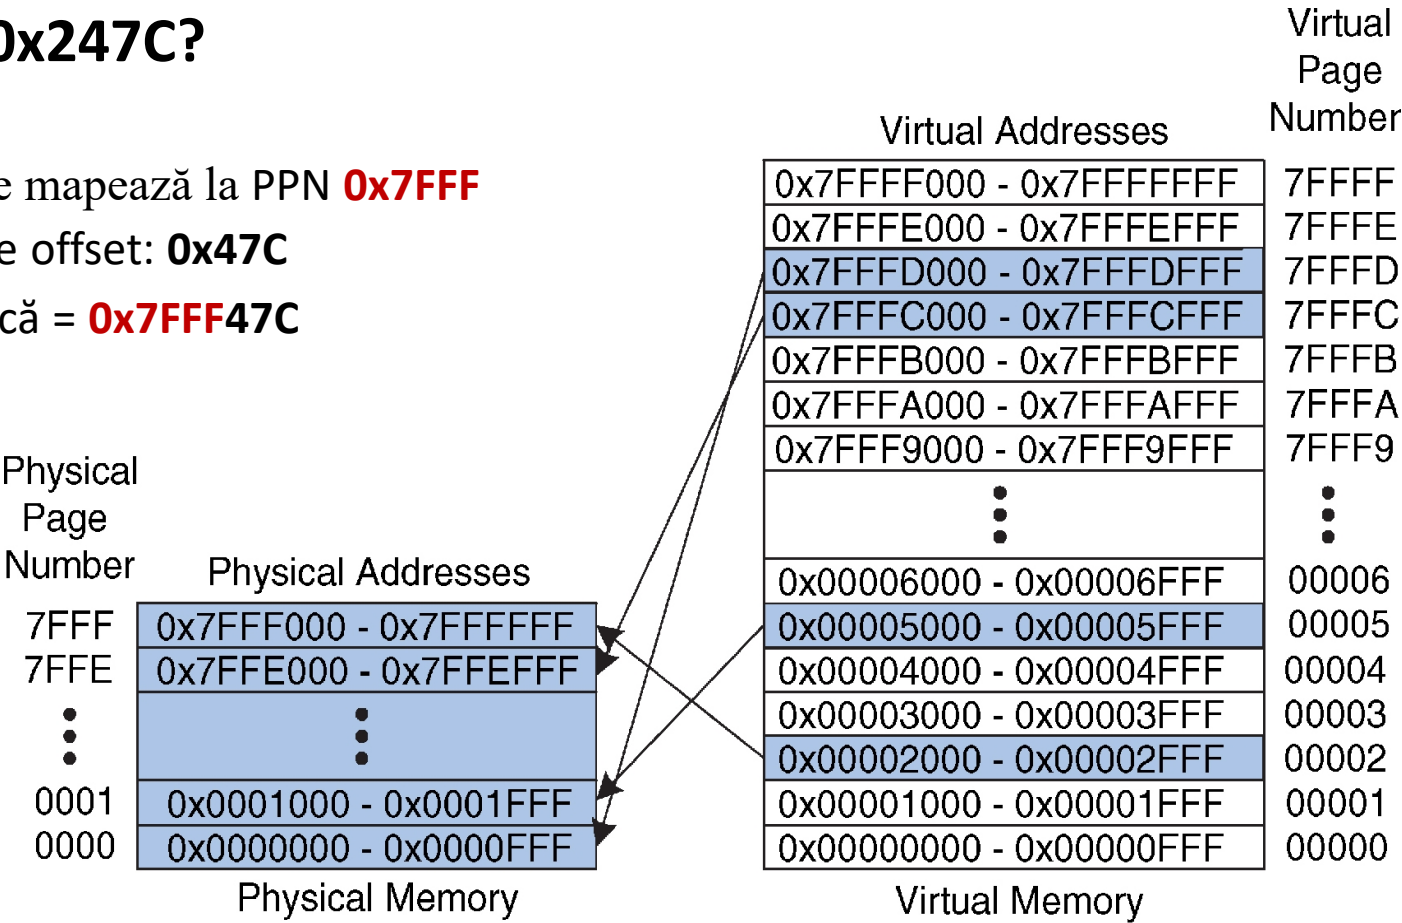 0x247C?
e mapează la PPN 0x7FFF
e offset: 0x47C
că = 0x7FFF47C
Virtual
Page
Number
Virtual Addresses
0x7FFFF000 - 0x7FFFFFFF 7FFFF
0x7FFFE000 - 0x7FFFEFFF 7FFFE
0x7FFFD000 - 0x7FFFDFFF 7FFFD
0x7FFFC000 - 0x7FFFCFFF 7FFFC
0x7FFFB000 - 0x7FFFBFFF 7FFFB
0x7FFFA000 - 0x7FFFAFFF 7FFFA
0x7FFF9000 - 0x7FFF9FFF 7FFF9
0x00006000 - 0x00006FFF 00006
0x00005000 - 0x00005FFF 00005
0x00004000 - 0x00004FFF 00004
0x00003000 - 0x00003FFF 00003
0x00002000 - 0x00002FFF 00002
0x00001000 - 0x00001FFF 00001
0x00000000 - 0x00000FFF 00000
Virtual Memory
Physical
Page
Number
Physical Addresses
7FFF 0x7FFF000 - 0x7FFFFFF
7FFE 0x7FFE000 - 0x7FFEFFF
0001 0x0001000 - 0x0001FFF
0000 0x0000000 - 0x0000FFF
Physical Memory